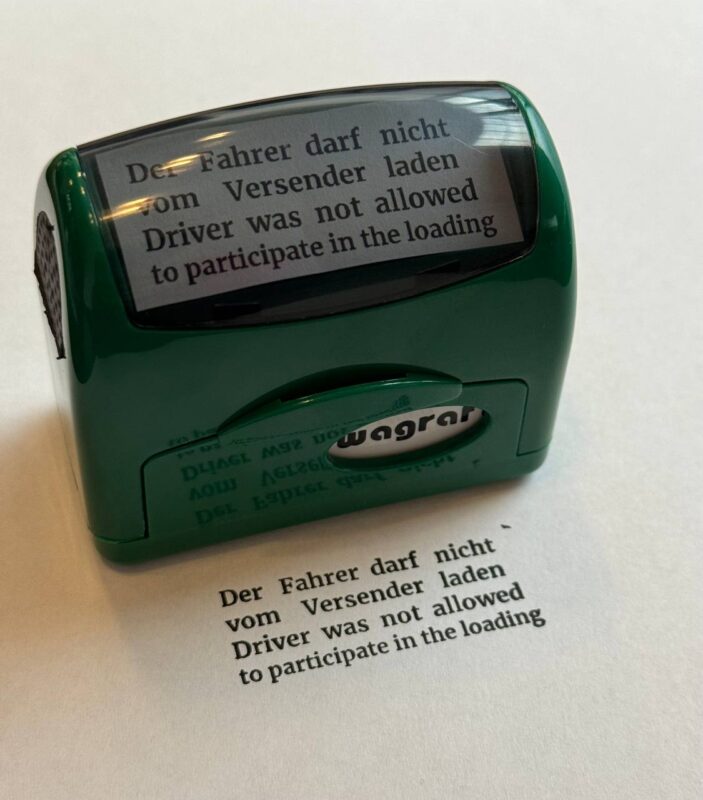 Der Fahrer darf nicht
vom Versender laden
Driver was not allowed
to participate in the loading
wagraf
Der Fahrer darf nicht
vom Versender laden
Driver was not allowed
to participate in the loading